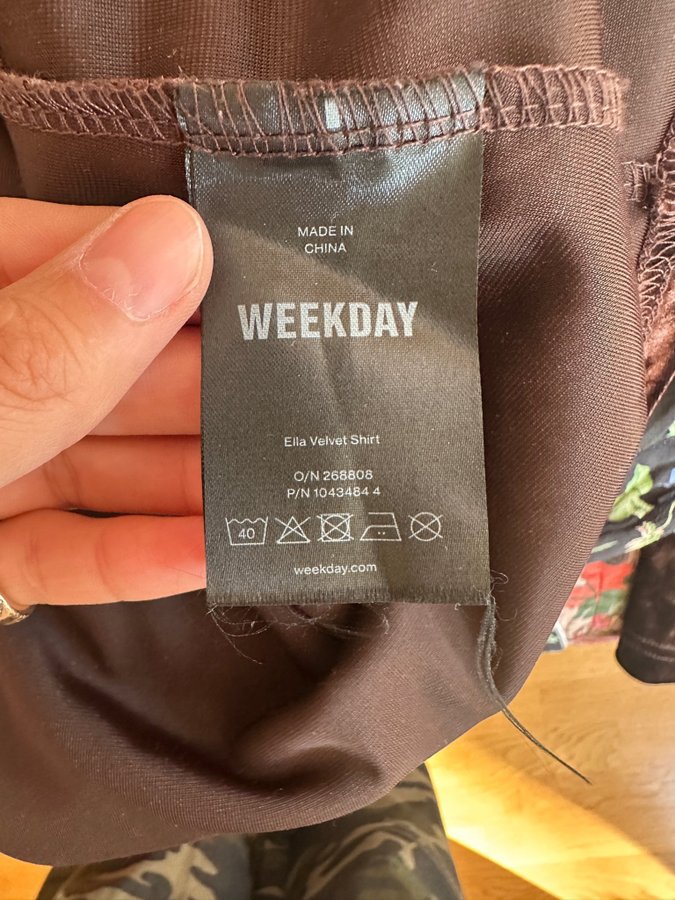 MADE IN
CHINA
WEEKDAY
Ella Velvet Shirt
O/N 268808
P/N 1043484 4
40
weekday.com